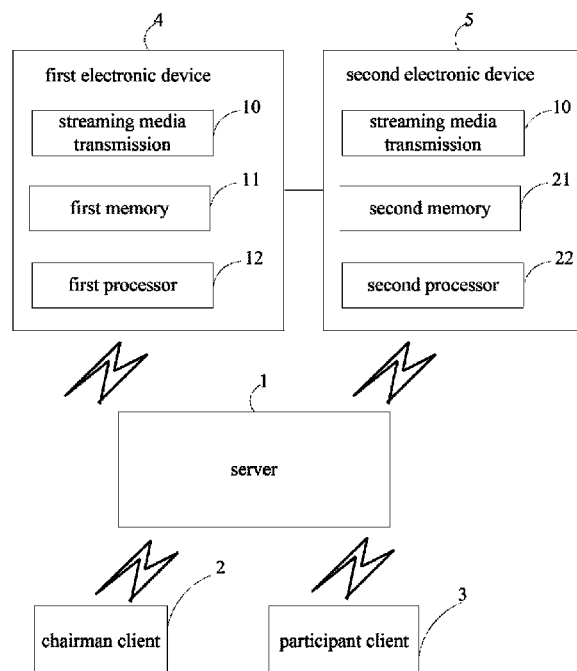 4
5
first electronic device
second electronic device
streaming media
transmission
10
streaming media
transmission
10
first memory
11
second memory
21
first processor
12
second processor
22
1
server
2
chairman client
3
participant client